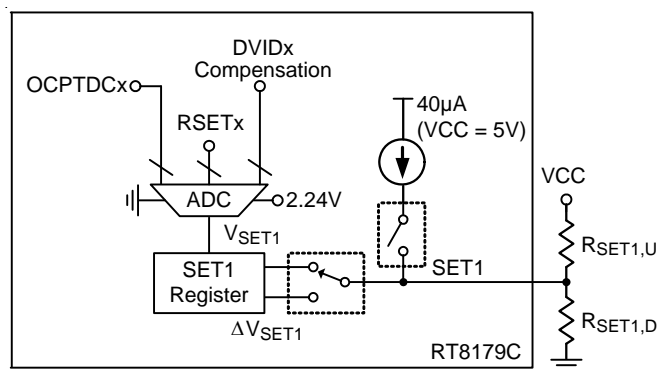 DVIDx
Compensation
OCPTDCx
RSETx
40µA
(VCC = 5V)
ADC
2.24V
VCC
VSET1
RSET1,U
SET1
Register
SET1
ΔVSET1
RSET1,D
RT8179C